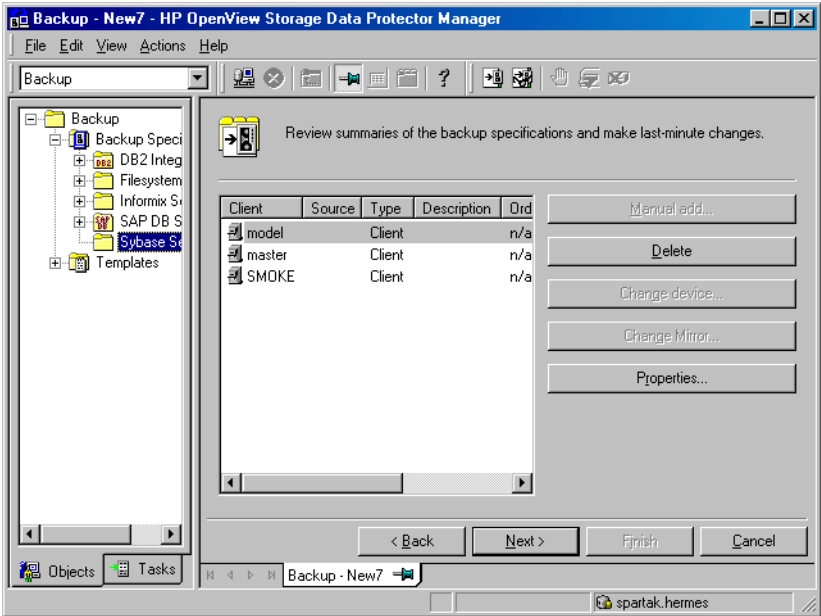 Backup - New7 - HP OpenView Storage Data Protector Manager
File Edit View Actions Help
Backup
?
Backup
Backup Speci
DB2 Integ
Filesystem
Informix Se
SAP DB S
Sybase Se
Templates
Review summaries of the backup specifications and make last-minute changes.
Client Source Type Description Ord
model Client n/a
master Client n/a
SMOKE Client n/a
Manual add...
Delete
Change device...
Change Mirror...
Properties...
< Back Next > Finish Cancel
Objects Tasks
Backup - New7
spartak.hermes